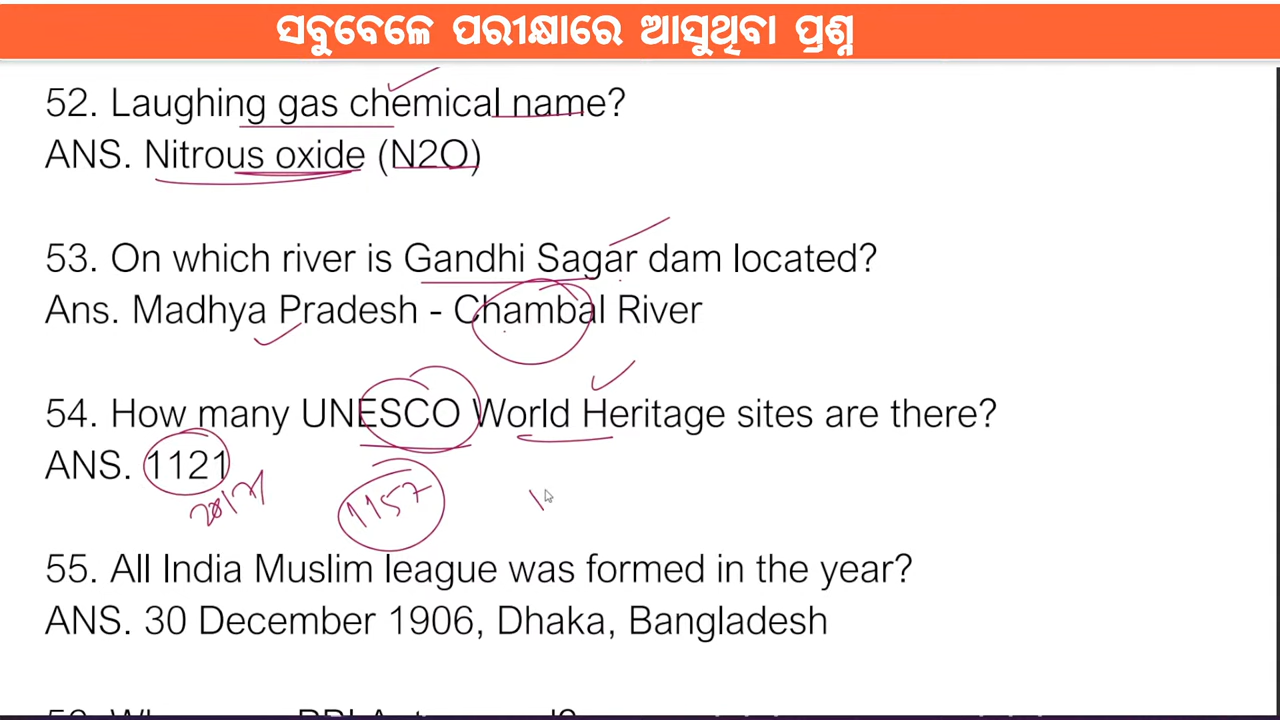 ସବୁବେଳେ ପରୀକ୍ଷାରେ ଆସୁଥିବା ପ୍ରଶ୍ନ
52. Laughing gas chemical name?
ANS. Nitrous oxide (N2O)
53. On which river is Gandhi Sagar dam located?
Ans. Madhya Pradesh - Chambal River
54. How many UNESCO World Heritage sites are there?
ANS. 1121
1157
55. All India Muslim league was formed in the year?
ANS. 30 December 1906, Dhaka, Bangladesh